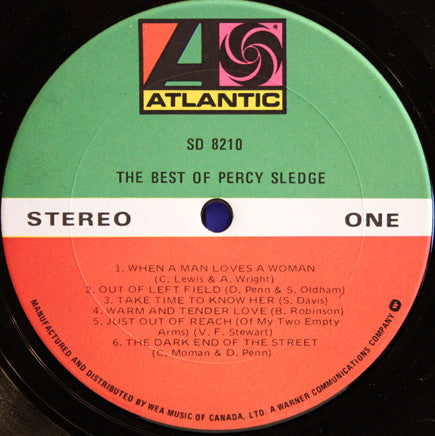 ATLANTIC
SD 8210
THE BEST OF PERCY SLEDGE
STEREO ONE
1. WHEN A MAN LOVES A WOMAN
(C. Lewis & A. Wright)
2. OUT OF LEFT FIELD (D. Penn & S. Oldham)
3. TAKE TIME TO KNOW HER (S. Davis)
4. WARM AND TENDER LOVE (B. Robinson)
5. JUST OUT OF REACH (Of My Two Empty
Arms) (V. F. Stewart)
6. THE DARK END OF THE STREET
(C. Moman & D. Penn)
MANUFACTURED AND DISTRIBUTED BY WEA MUSIC OF CANADA, LTD. A WARNER COMMUNICATIONS COMPANY